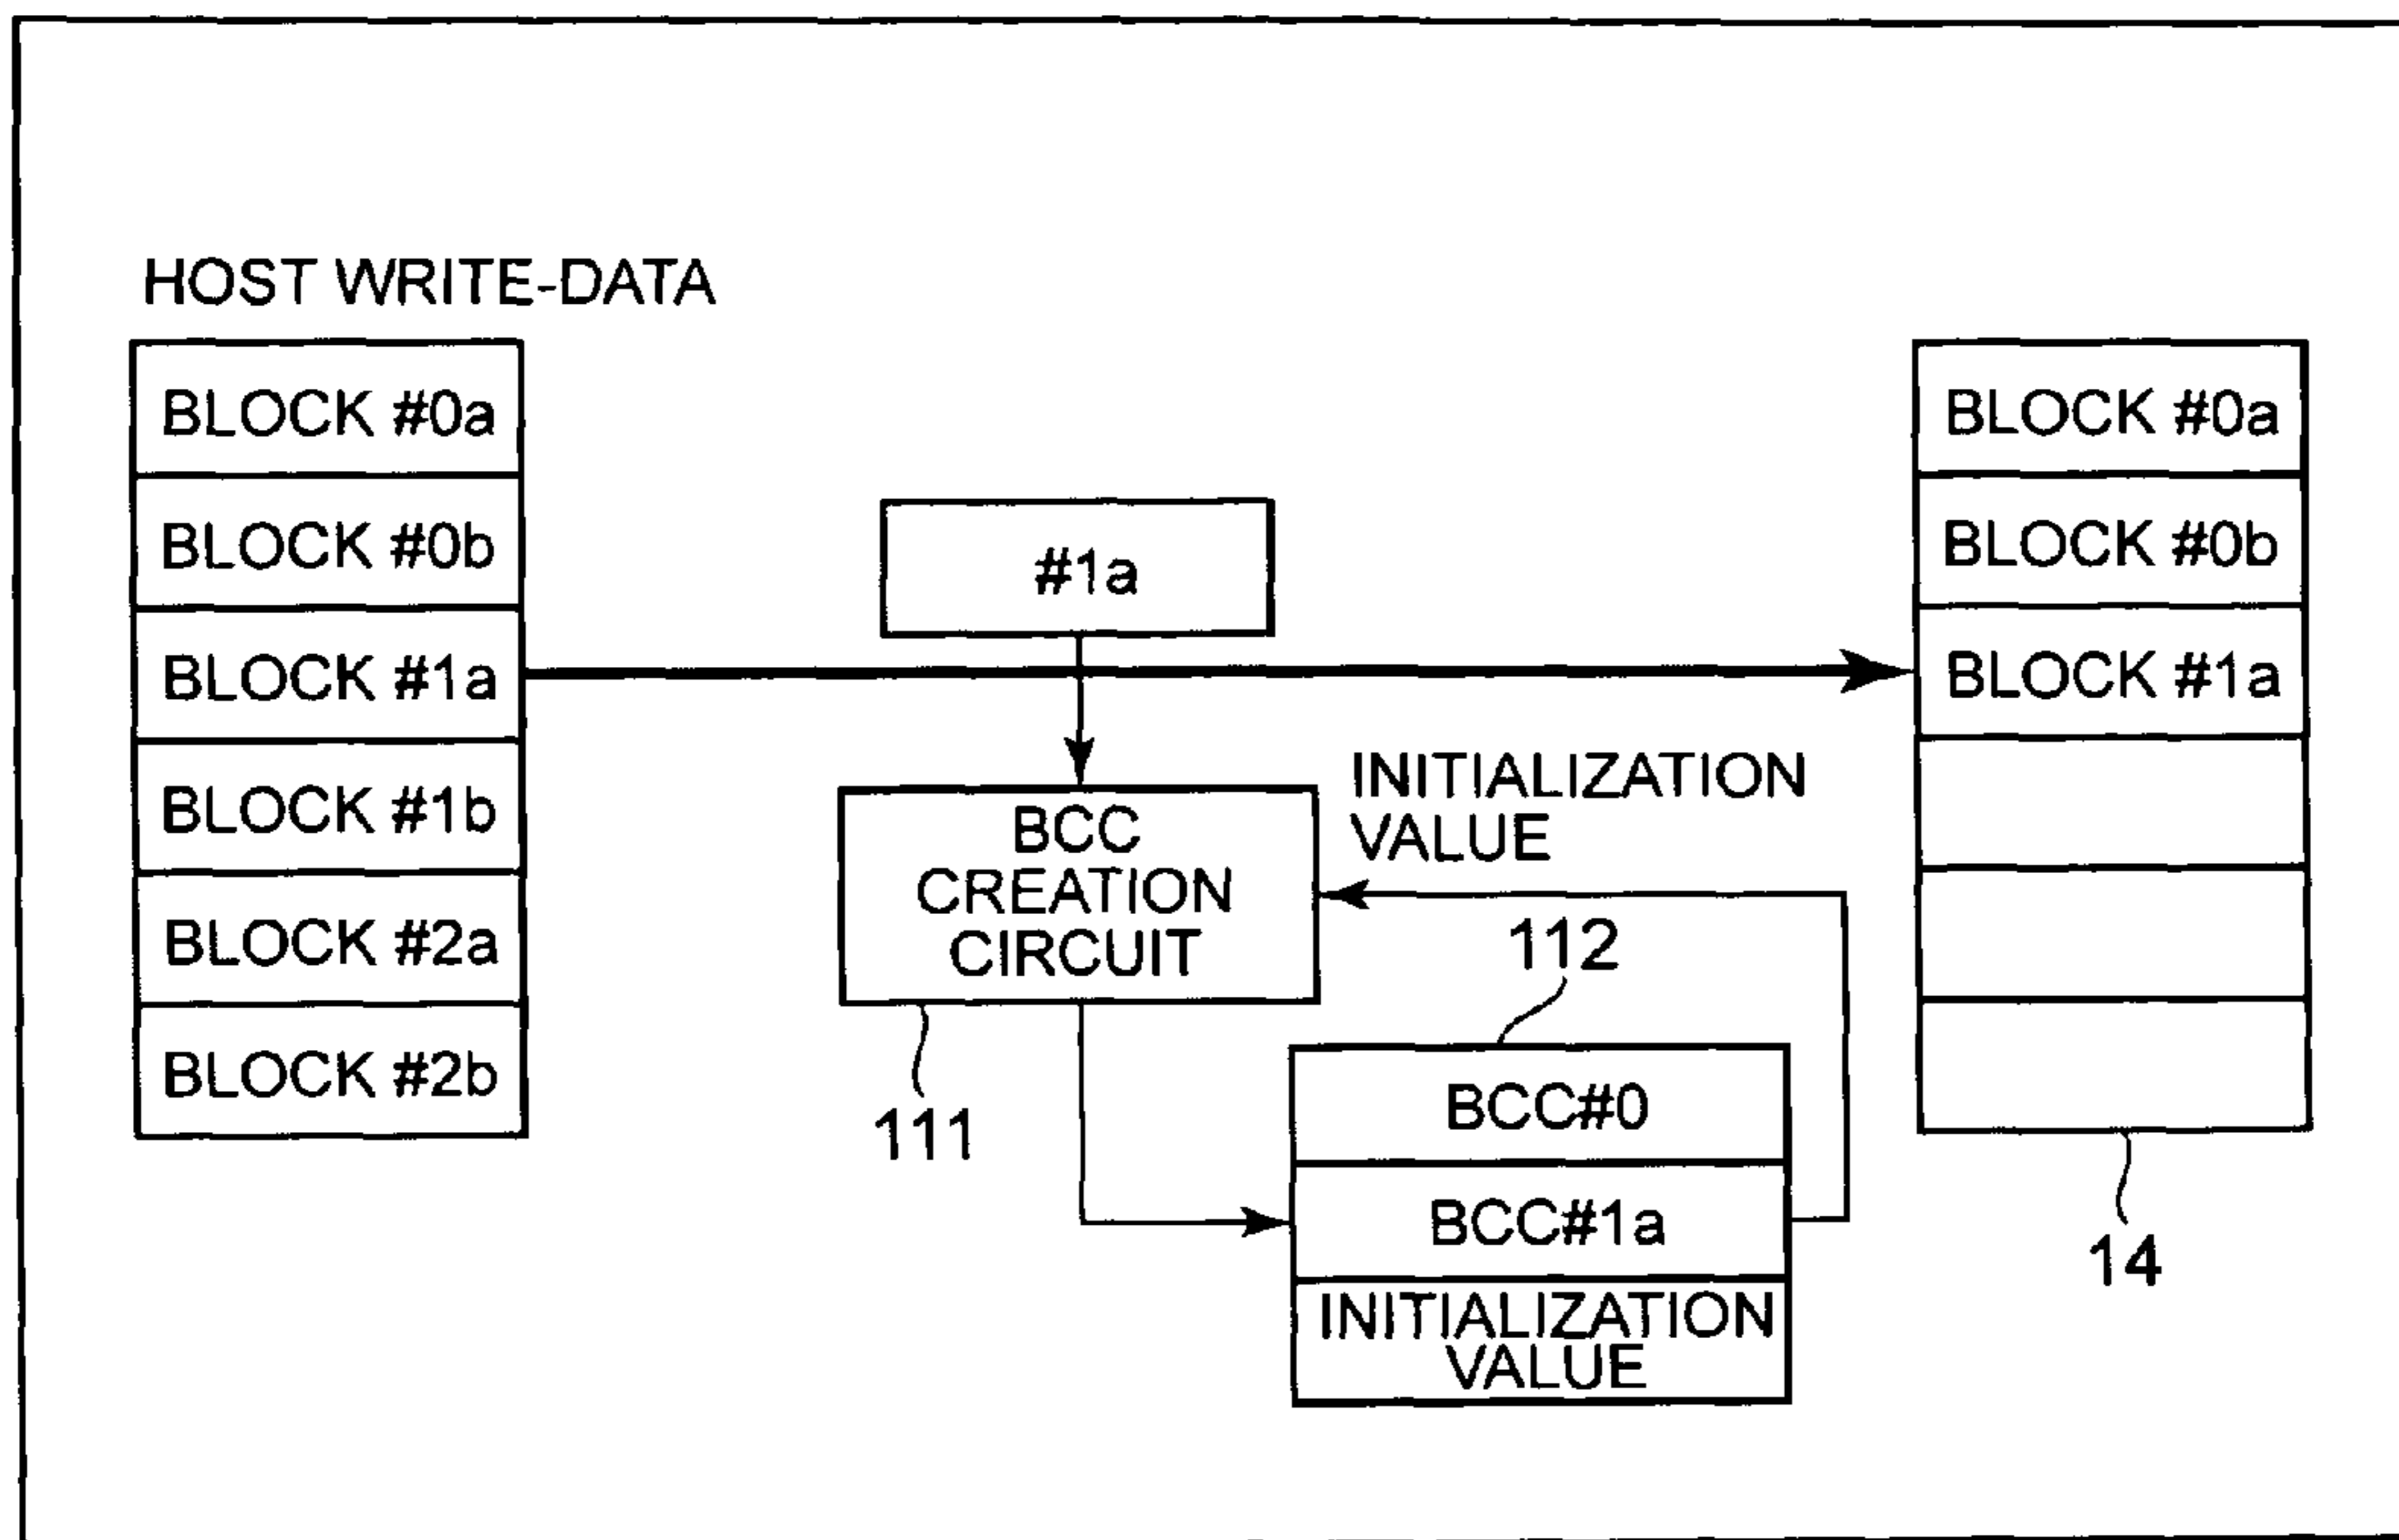 HOST WRITE-DATA
BLOCK #0a
BLOCK #0b
BLOCK #1a
BLOCK #1b
BLOCK #2a
BLOCK #2b
#1a
BCC
CREATION
CIRCUIT
111
INITIALIZATION
VALUE
112
BCC#0
BCC#1a
INITIALIZATION
VALUE
BLOCK #0a
BLOCK #0b
BLOCK #1a
14